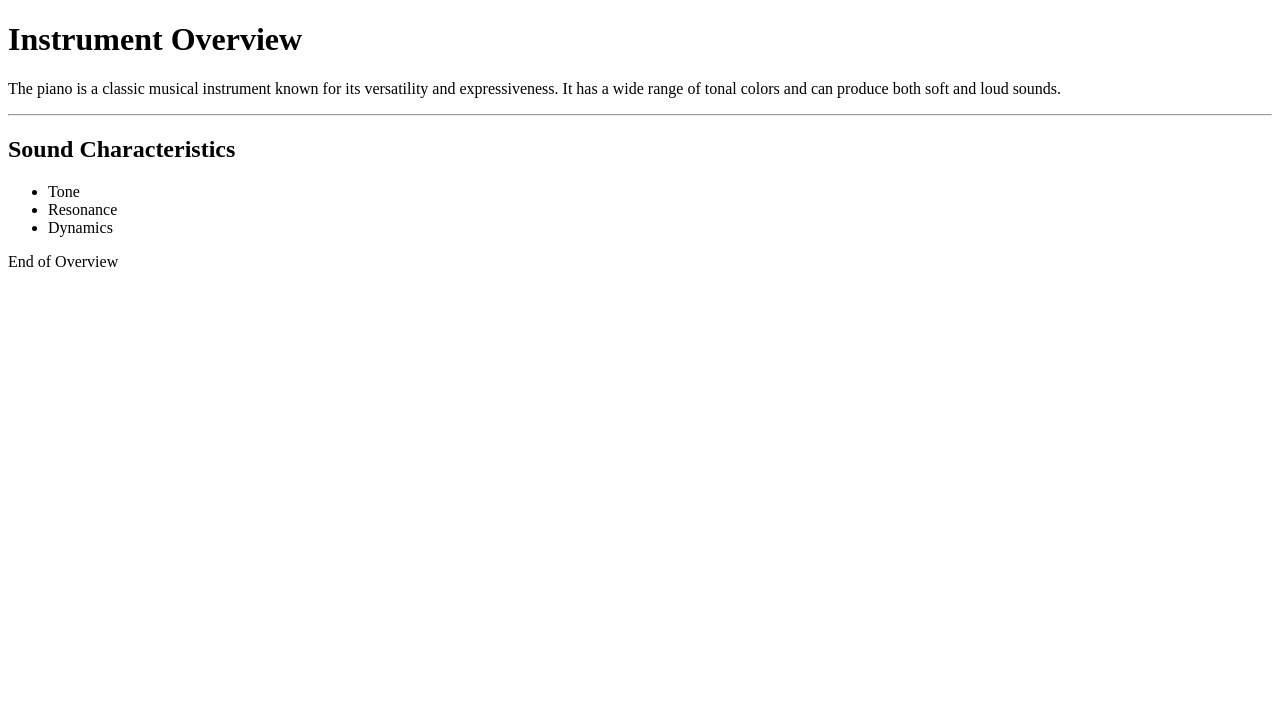 Instrument Overview
The piano is a classic musical instrument known for its versatility and expressiveness. It has a wide range of tonal colors and can produce both soft and loud sounds.
Sound Characteristics
Tone
Resonance
Dynamics
End of Overview